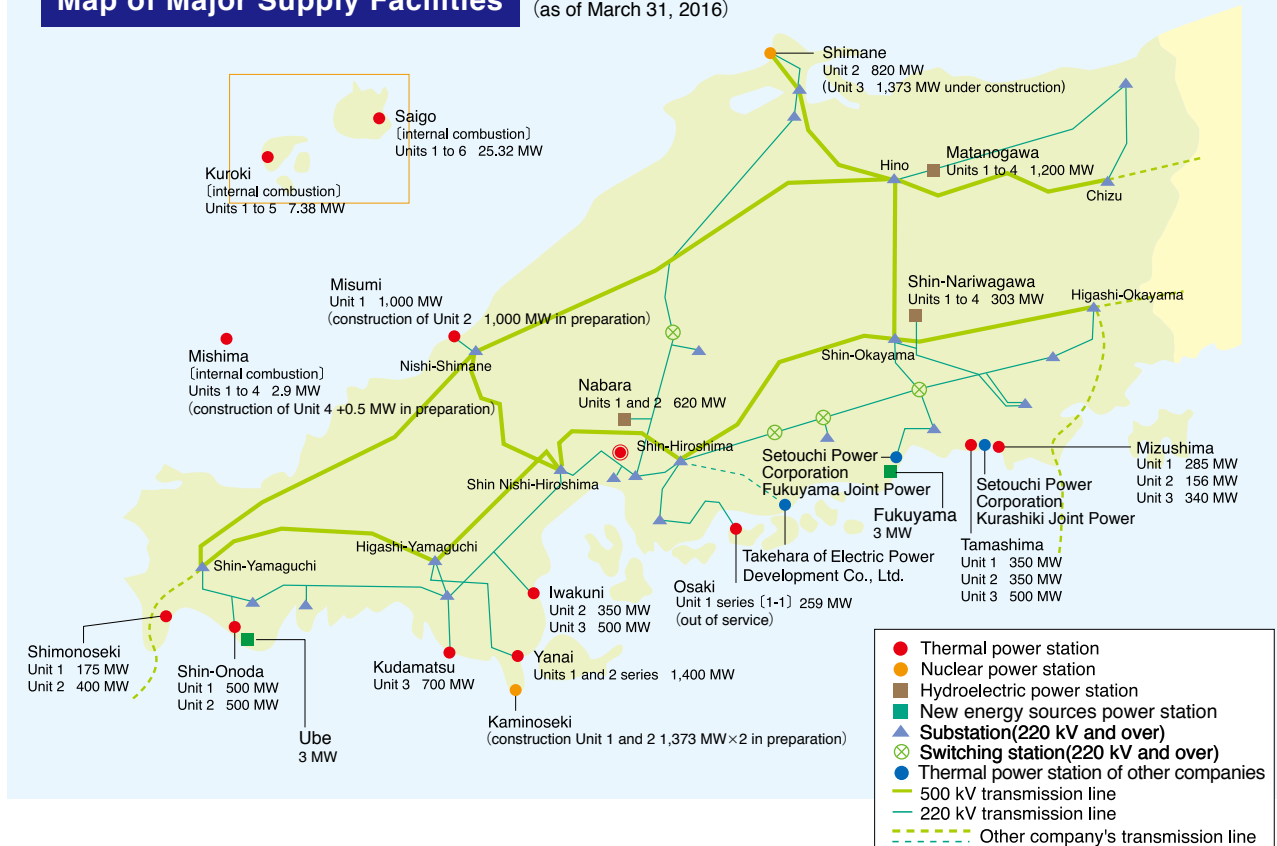 Map of Major Supply Facilities
(as of March 31, 2016)
Shimane
Unit 2 820 MW
(Unit 3 1,373 MW under construction)
Saigo
〔internal combustion〕
Units 1 to 6 25.32 MW
Kuroki
〔internal combustion〕
Units 1 to 5 7.38 MW
Hino
Matanogawa
Units 1 to 4 1,200 MW
Chizu
Misumi
Unit 1 1,000 MW
(construction of Unit 2 1,000 MW in preparation)
Shin-Nariwagawa
Units 1 to 4 303 MW
Higashi-Okayama
Mishima
〔internal combustion〕
Units 1 to 4 2.9 MW
(construction of Unit 4 +0.5 MW in preparation)
Nishi-Shimane
Shin-Okayama
Nabara
Units 1 and 2 620 MW
Shin-Hiroshima
Shin Nishi-Hiroshima
Setouchi Power
Corporation
Fukuyama Joint Power
Fukuyama
3 MW
Setouchi Power
Corporation
Kurashiki Joint Power
Mizushima
Unit 1 285 MW
Unit 2 156 MW
Unit 3 340 MW
Tamashima
Unit 1 350 MW
Unit 2 350 MW
Unit 3 500 MW
Takehara of Electric Power
Development Co., Ltd.
Osaki
Unit 1 series〔1-1〕259 MW
(out of service)
Higashi-Yamaguchi
Shin-Yamaguchi
Iwakuni
Unit 2 350 MW
Unit 3 500 MW
Shimonoseki
Unit 1 175 MW
Unit 2 400 MW
Shin-Onoda
Unit 1 500 MW
Unit 2 500 MW
Ube
3 MW
Kudamatsu
Unit 3 700 MW
Yanai
Units 1 and 2 series 1,400 MW
Kaminoseki
(construction Unit 1 and 2 1,373 MW×2 in preparation)
Thermal power station
Nuclear power station
Hydroelectric power station
New energy sources power station
Substation(220 kV and over)
Switching station(220 kV and over)
Thermal power station of other companies
500 kV transmission line
220 kV transmission line
Other company's transmission line